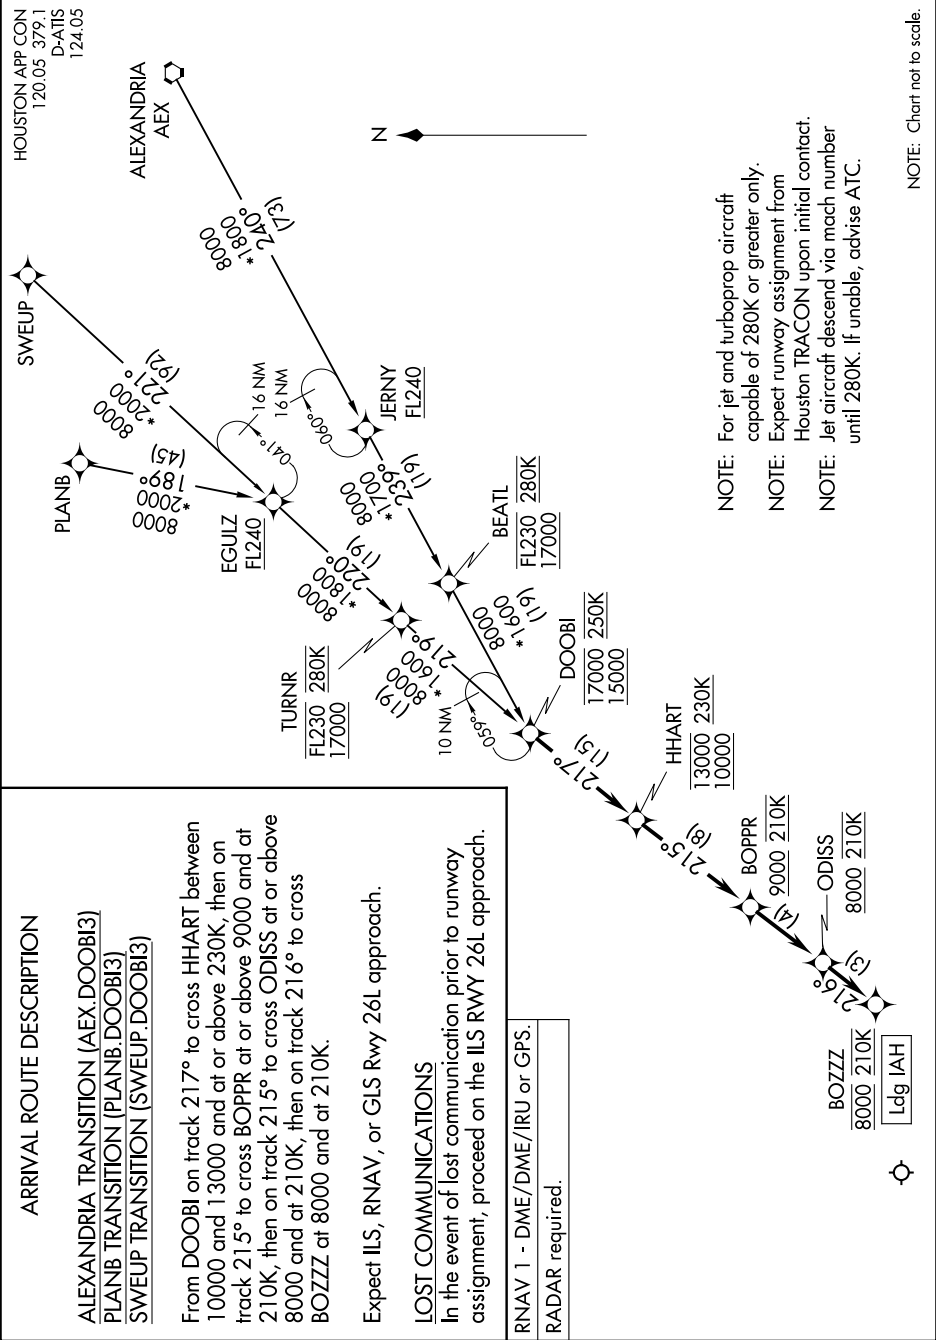 HOUSTON APP CON
120.05 379.1
D-ATIS
124.05
ARRIVAL ROUTE DESCRIPTION
ALEXANDRIA TRANSITION (AEX.DOOBI3)
PLANB TRANSITION (PLANB.DOOBI3)
SWEUP TRANSITION (SWEUP.DOOBI3)
From DOOBI on track 217° to cross HHART between
10000 and 13000 and at or above 230K, then on
track 215° to cross BOPPR at or above 9000 and at
210K, then on track 215° to cross ODISS at or above
8000 and at 210K, then on track 216° to cross
BOZZZ at 8000 and at 210K.
Expect ILS, RNAV, or GLS Rwy 26L approach.
LOST COMMUNICATIONS
In the event of lost communication prior to runway
assignment, proceed on the ILS RWY 26L approach.
RNAV 1 - DME/DME/IRU or GPS.
RADAR required.
SWEUP
8000
*2000
221°
(92)
PLANB
8000
*2000
189°
(45)
ALEXANDRIA
AEX
8000
*1800
240°
(73)
N
EGULZ
FL240
16 NM
041°
16 NM
060°
JERNY
FL240
8000
*1800
220°
(19)
8000
*1700
239°
(19)
TURNR
FL230 280K
17000
BEATL
FL230 280K
17000
(19)
8000
*1600
219°
8000
*1600
(19)
10 NM
059°
DOOBI
17000 250K
15000
217°
(15)
HHART
13000 230K
10000
215°
(8)
BOPPR
9000 210K
(4)
ODISS
8000 210K
216°
(3)
BOZZZ
8000 210K
Ldg IAH
NOTE: For jet and turboprop aircraft
capable of 280K or greater only.
NOTE: Expect runway assignment from
Houston TRACON upon initial contact.
NOTE: Jet aircraft descend via mach number
until 280K. If unable, advise ATC.
NOTE: Chart not to scale.